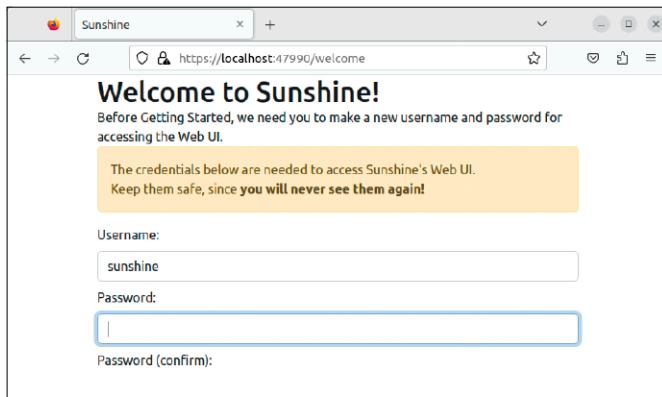 Sunshine
https://localhost:47990/welcome
Welcome to Sunshine!
Before Getting Started, we need you to make a new username and password for
accessing the Web UI.
The credentials below are needed to access Sunshine's Web UI.
Keep them safe, since you will never see them again!
Username:
sunshine
Password:
Password (confirm):